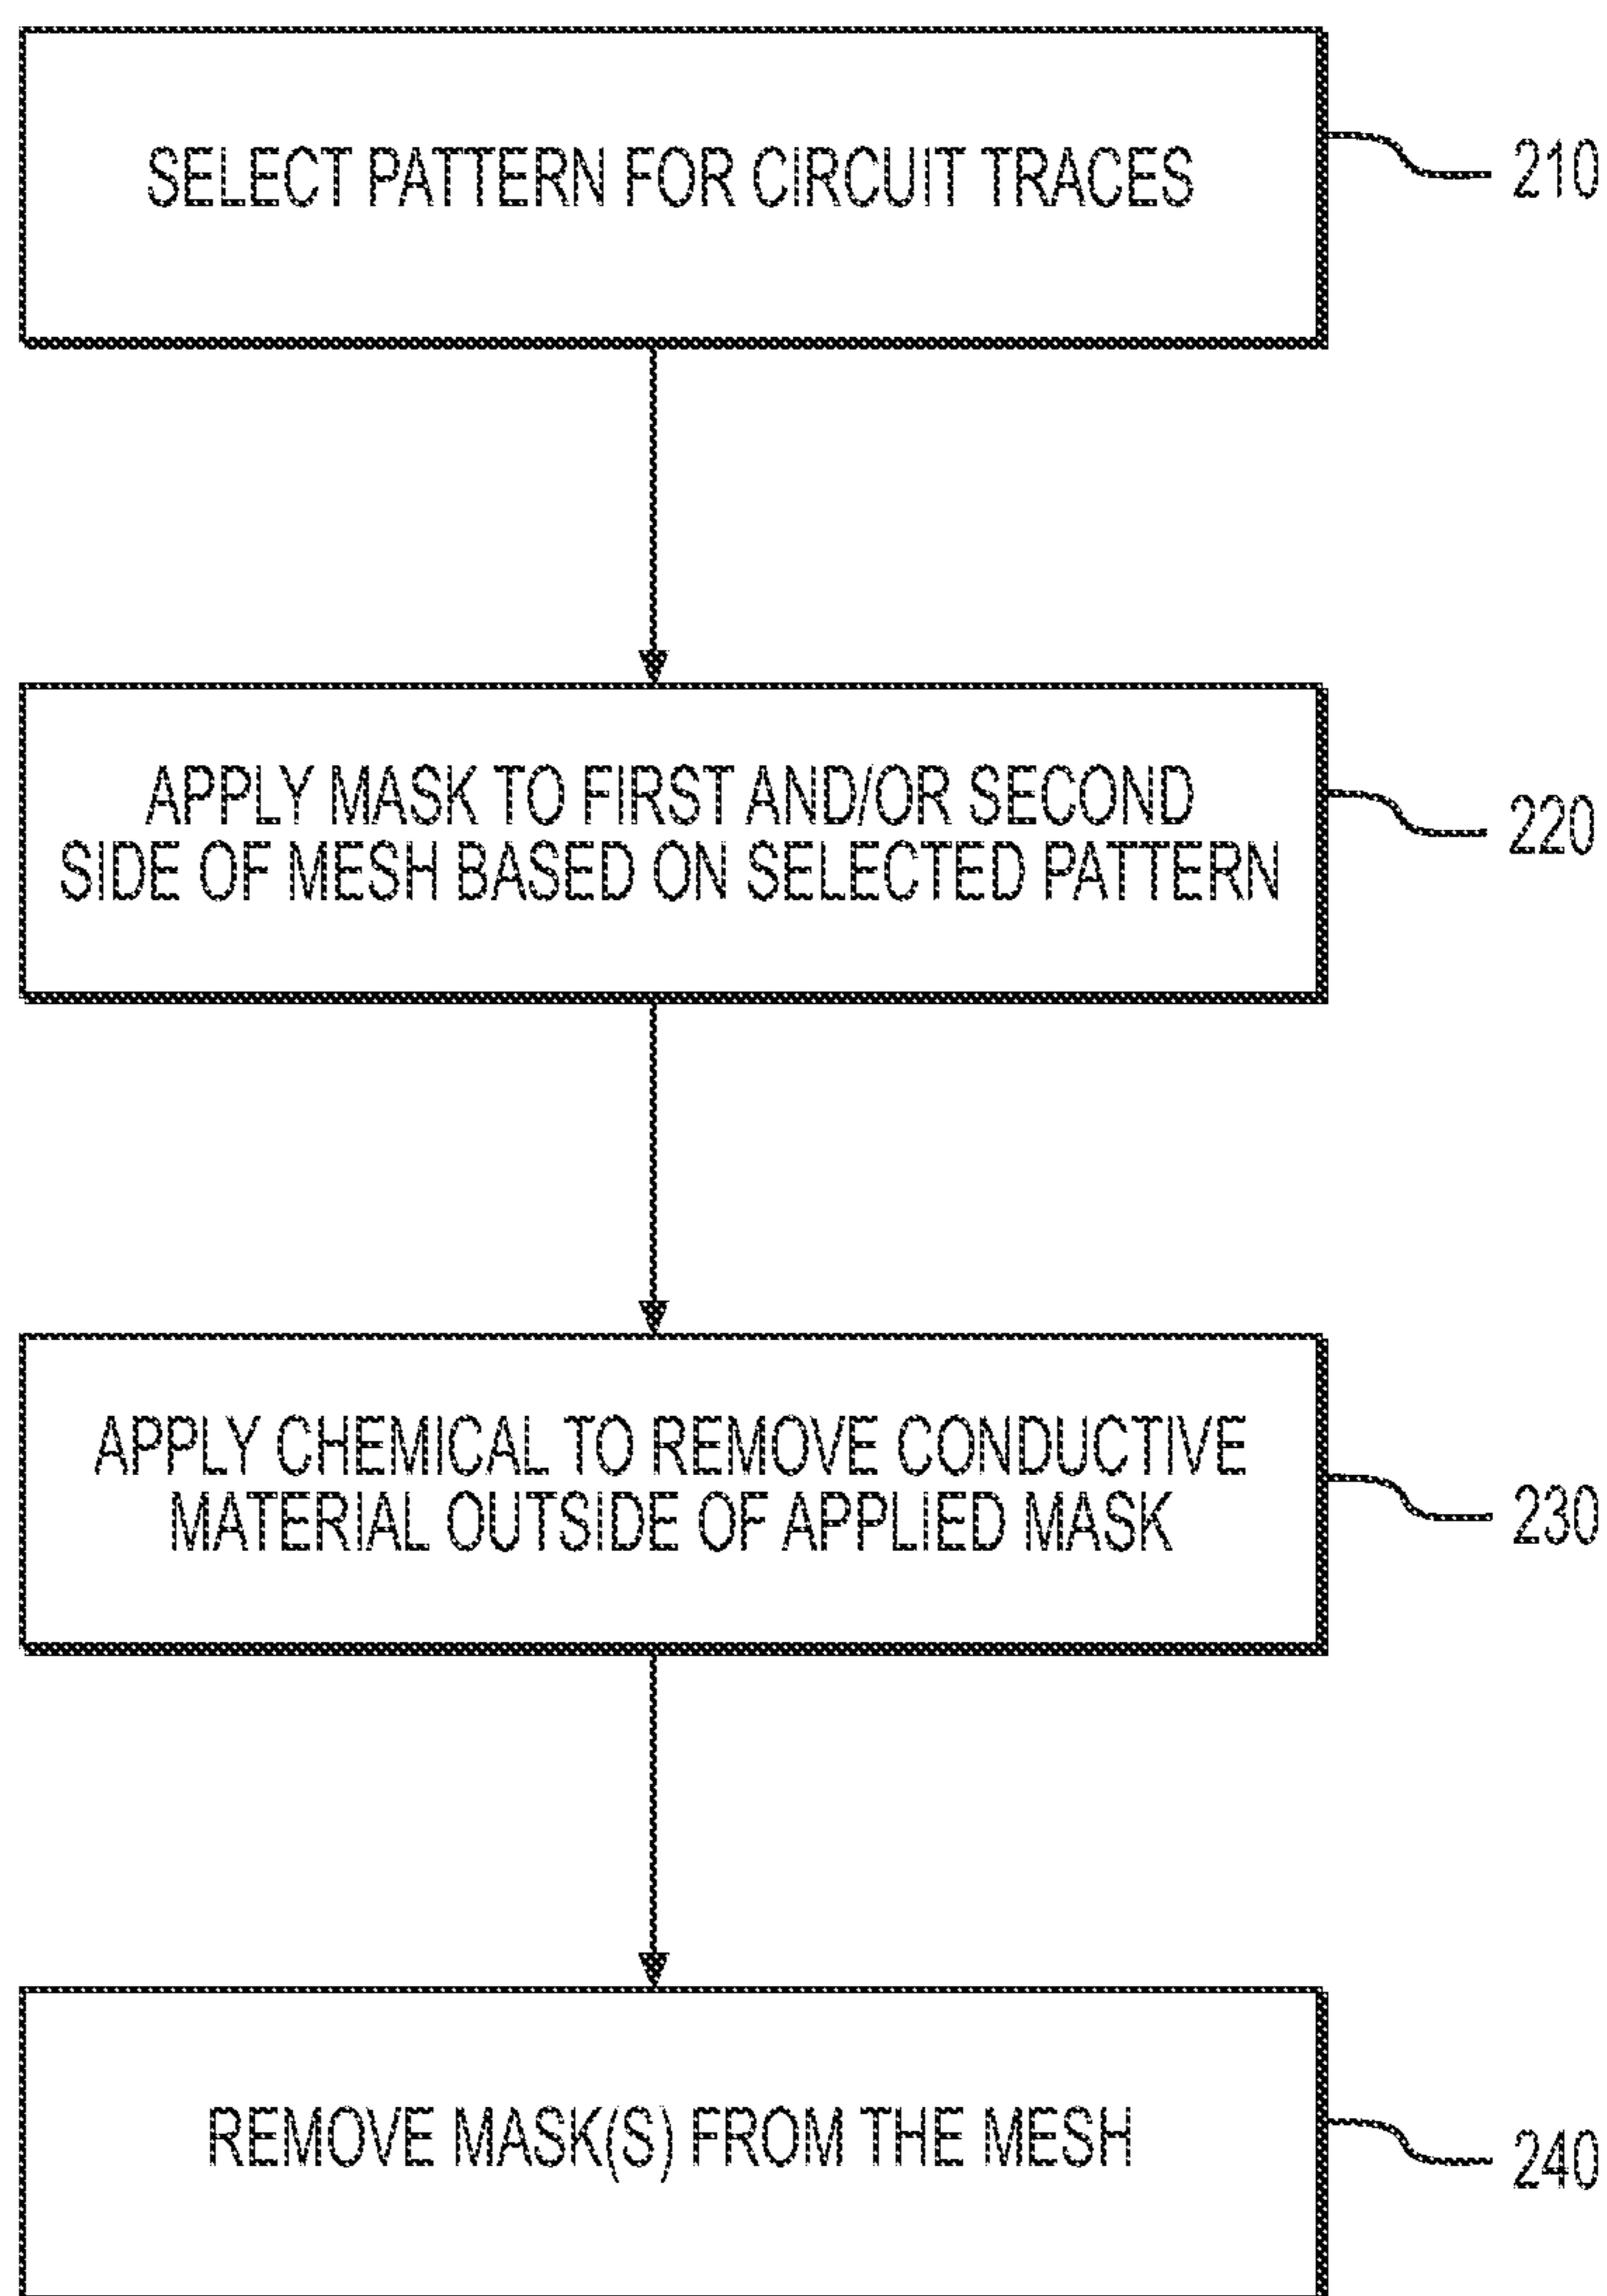 SELECT PATTERN FOR CIRCUIT TRACES
210
APPLY MASK TO FIRST AND/OR SECOND
SIDE OF MESH BASED ON SELECTED PATTERN
220
APPLY CHEMICAL TO REMOVE CONDUCTIVE
MATERIAL OUTSIDE OF APPLIED MASK
230
REMOVE MASK(S) FROM THE MESH
240